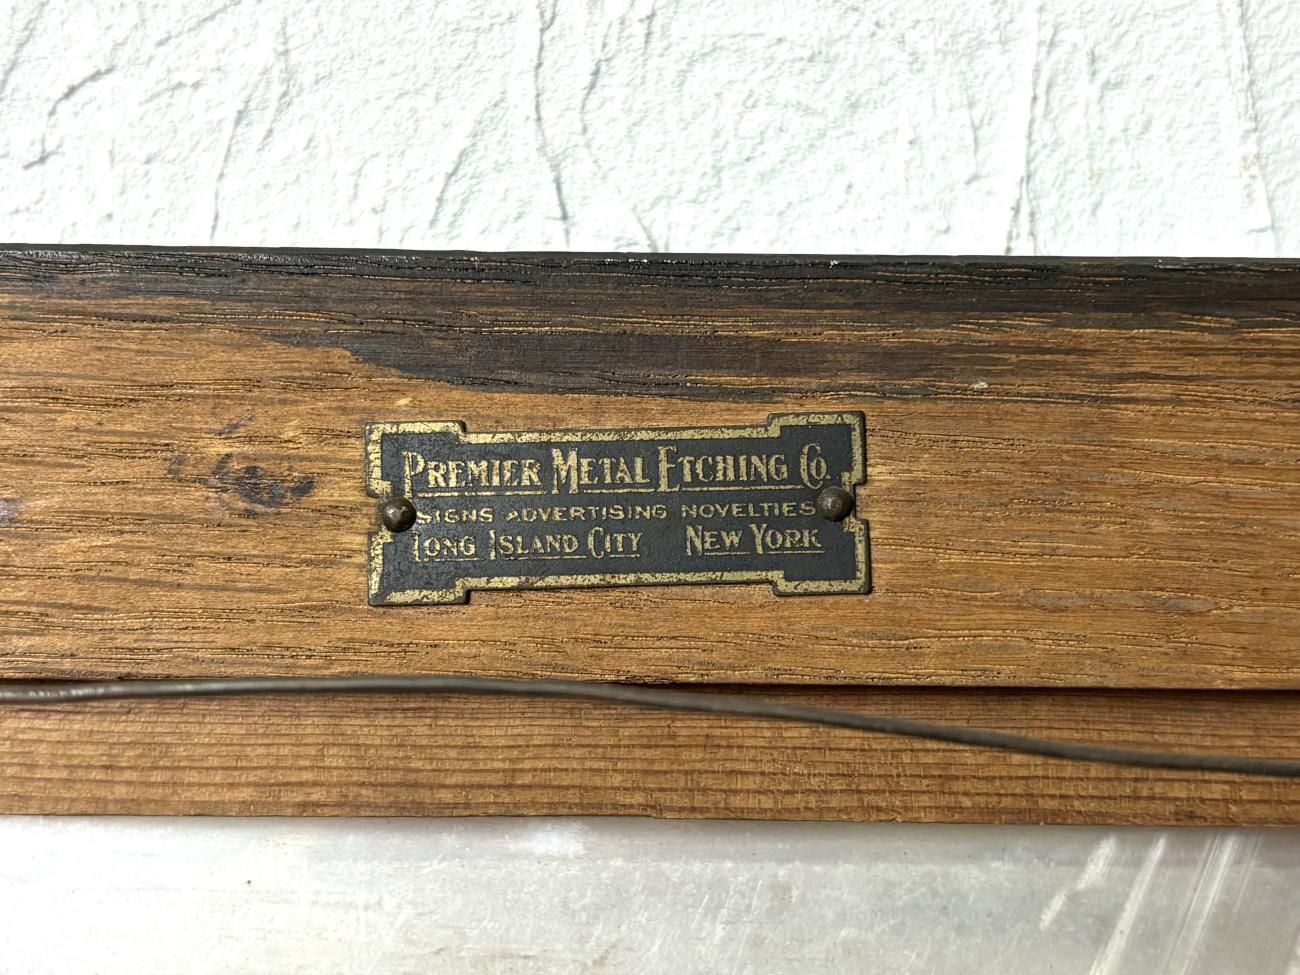 PREMIER METAL ETCHING CO.
SIGNS ADVERTISING NOVELTIES
LONG ISLAND CITY NEW YORK